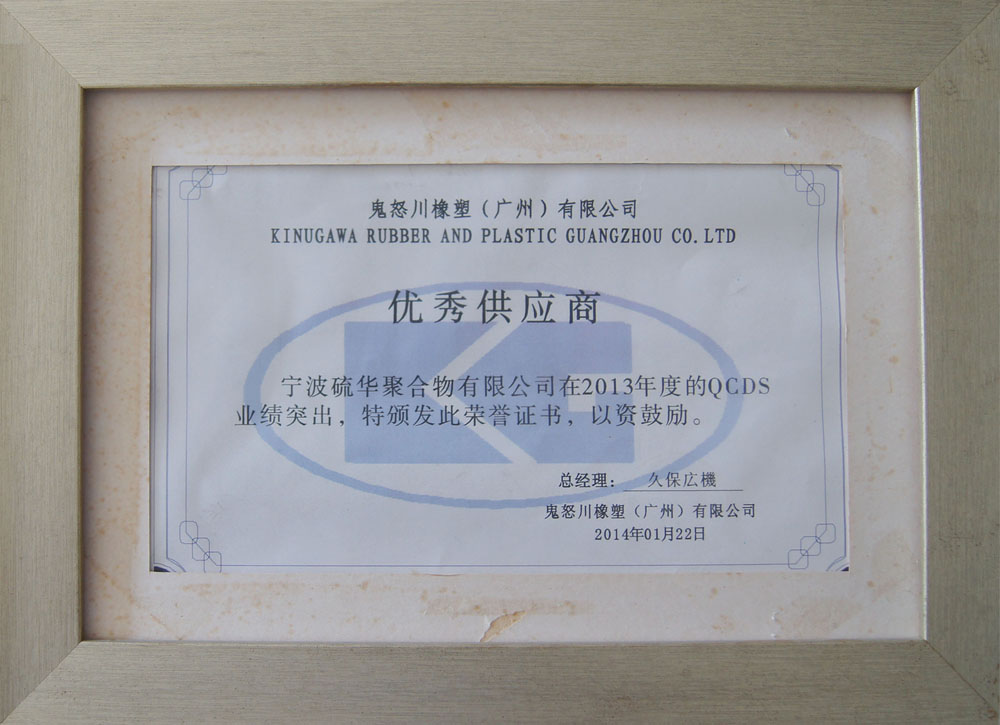 鬼怒川橡塑（广州）有限公司
KINUGAWA RUBBER AND PLASTIC GUANGZHOU CO.LTD
优秀供应商
宁波硫华聚合物有限公司在2013年度的QCDS
业绩突出，特颁发此荣誉证书，以资鼓励。
总经理：久保広機
鬼怒川橡塑（广州）有限公司
2014年01月22日